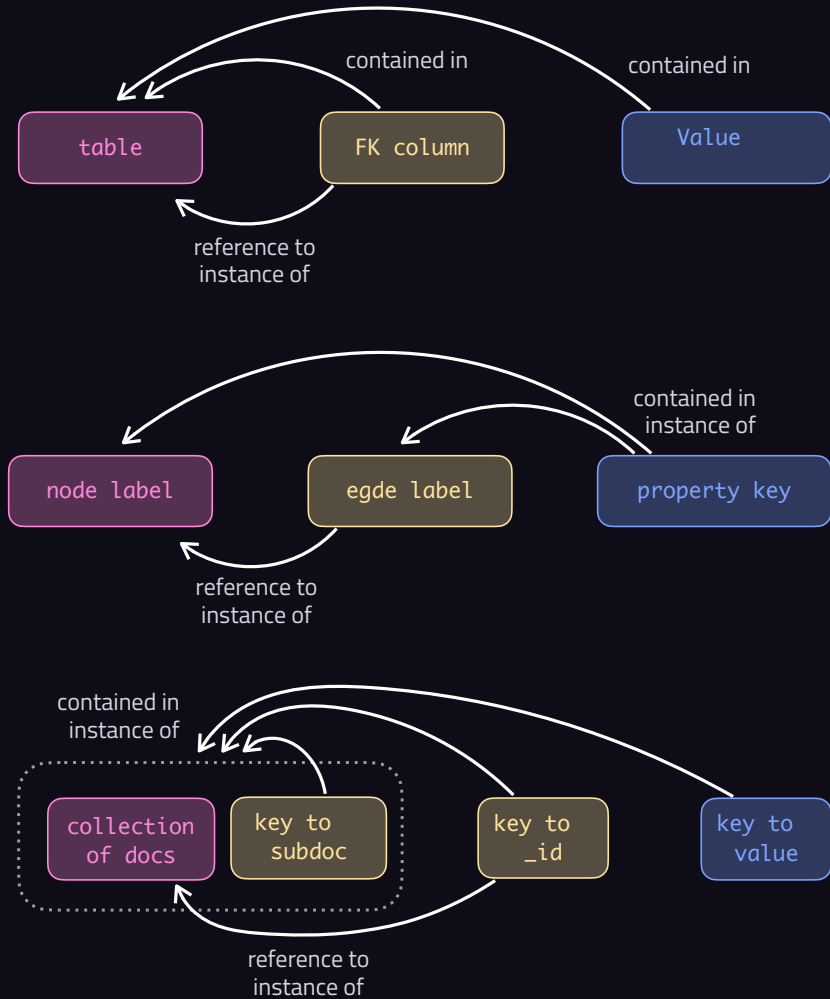 contained in
contained in
table
FK column
Value
reference to
instance of
contained in
instance of
node label
egde label
property key
reference to
instance of
contained in
instance of
collection
of docs
key to
subdoc
key to
_id
key to
value
reference to
instance of